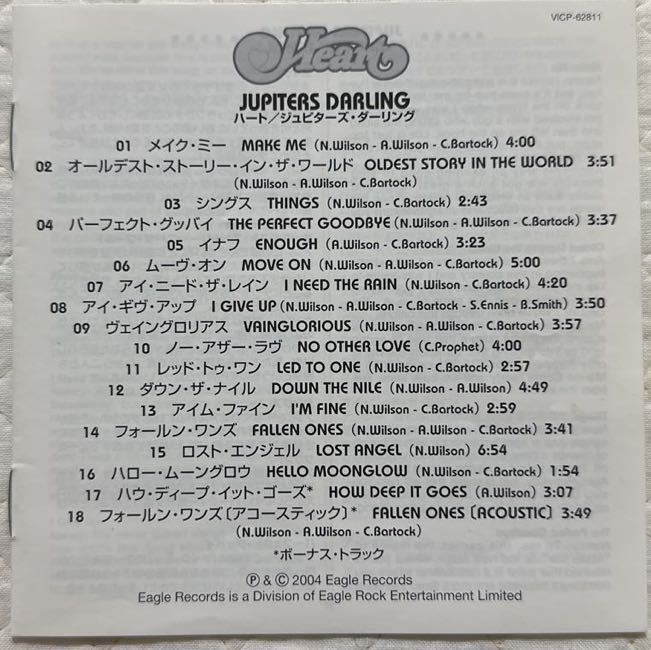 VICP-62811
Heart
JUPITERS DARLING
ハート／ジュピターズ・ダーリング
01 メイク・ミー MAKE ME (N.Wilson - A.Wilson - C.Bartock) 4:00
02 オールデスト・ストーリー・イン・ザ・ワールド OLDEST STORY IN THE WORLD 3:51
(N.Wilson - A.Wilson - C.Bartock)
03 シングス THINGS (N.Wilson - C.Bartock) 2:43
04 パーフェクト・グッバイ THE PERFECT GOODBYE (N.Wilson - A.Wilson - C.Bartock) 3:37
05 イナフ ENOUGH (A.Wilson - C.Bartock) 3:23
06 ムーヴ・オン MOVE ON (N.Wilson - A.Wilson - C.Bartock) 5:00
07 アイ・ニード・ザ・レイン I NEED THE RAIN (N.Wilson - C.Bartock) 4:20
08 アイ・ギヴ・アップ I GIVE UP (N.Wilson - A.Wilson - C.Bartock - S.Ennis - B.Smith) 3:50
09 ヴェイングロリアス VAINGLORIOUS (N.Wilson - A.Wilson - C.Bartock) 3:57
10 ノー・アザー・ラヴ NO OTHER LOVE (C.Prophet) 4:00
11 レッド・トゥ・ワン LED TO ONE (N.Wilson - C.Bartock) 2:57
12 ダウン・ザ・ナイル DOWN THE NILE (N.Wilson - A.Wilson) 4:49
13 アイム・ファイン I'M FINE (N.Wilson - C.Bartock) 2:59
14 フォールン・ワンズ FALLEN ONES (N.Wilson - A.Wilson - C.Bartock) 3:41
15 ロスト・エンジェル LOST ANGEL (N.Wilson) 6:54
16 ハロー・ムーングロウ HELLO MOONGLOW (N.Wilson - C.Bartock) 1:54
17 ハウ・ディープ・イット・ゴーズ* HOW DEEP IT GOES (A.Wilson) 3:07
18 フォールン・ワンズ〔アコースティック〕* FALLEN ONES 〔ACOUSTIC〕 3:49
(N.Wilson - A.Wilson - C.Bartock)
*ボーナス・トラック
Ⓟ & © 2004 Eagle Records
Eagle Records is a Division of Eagle Rock Entertainment Limited